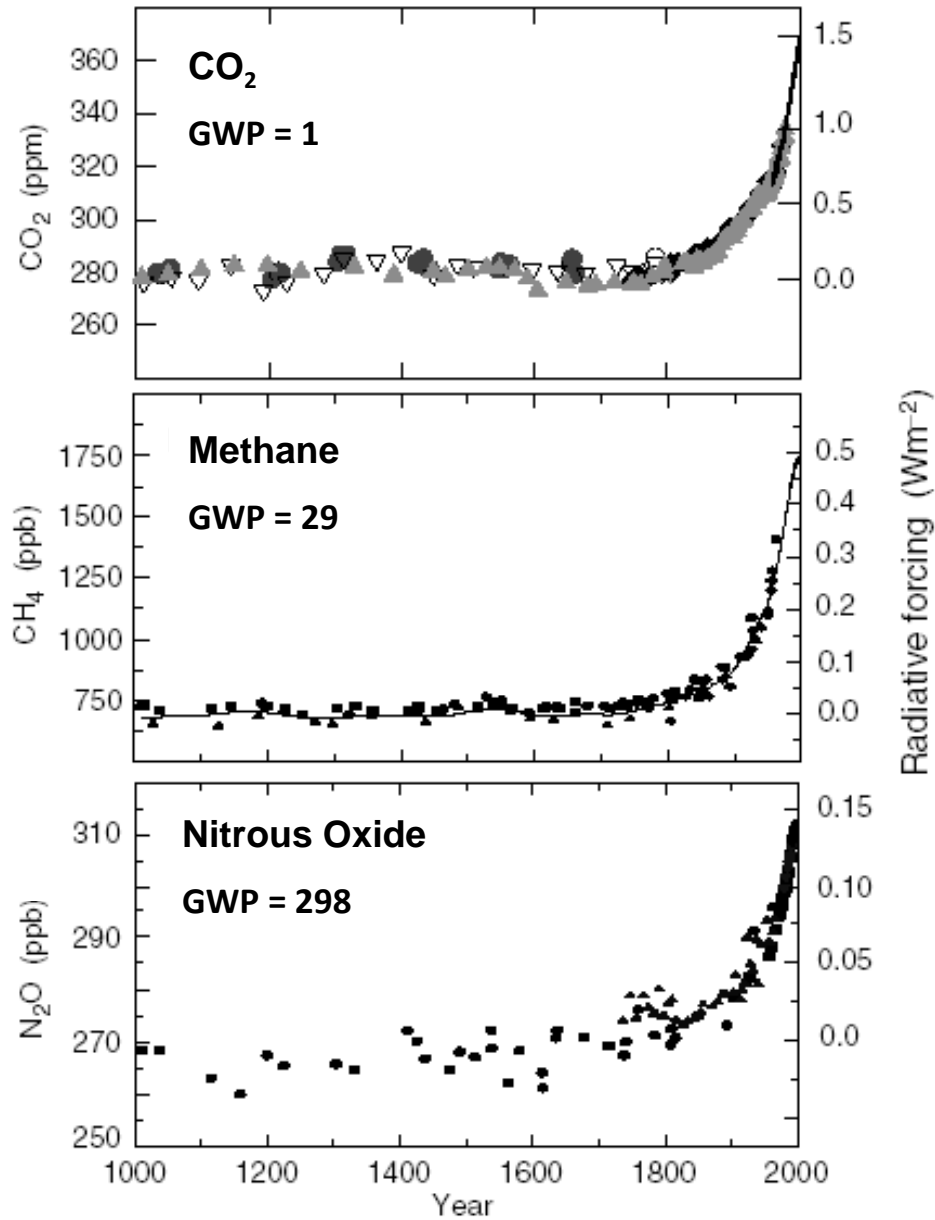 CO₂
GWP = 1
CO₂ (ppm)
360
340
320
300
280
260
1.5
1.0
0.5
0.0
Methane
GWP = 29
CH₄ (ppb)
1750
1500
1250
1000
750
0.5
0.4
0.3
0.2
0.1
0.0
Radiative forcing (Wm⁻²)
Nitrous Oxide
GWP = 298
N₂O (ppb)
310
290
270
250
0.15
0.10
0.05
0.0
1000 1200 1400 1600 1800 2000
Year